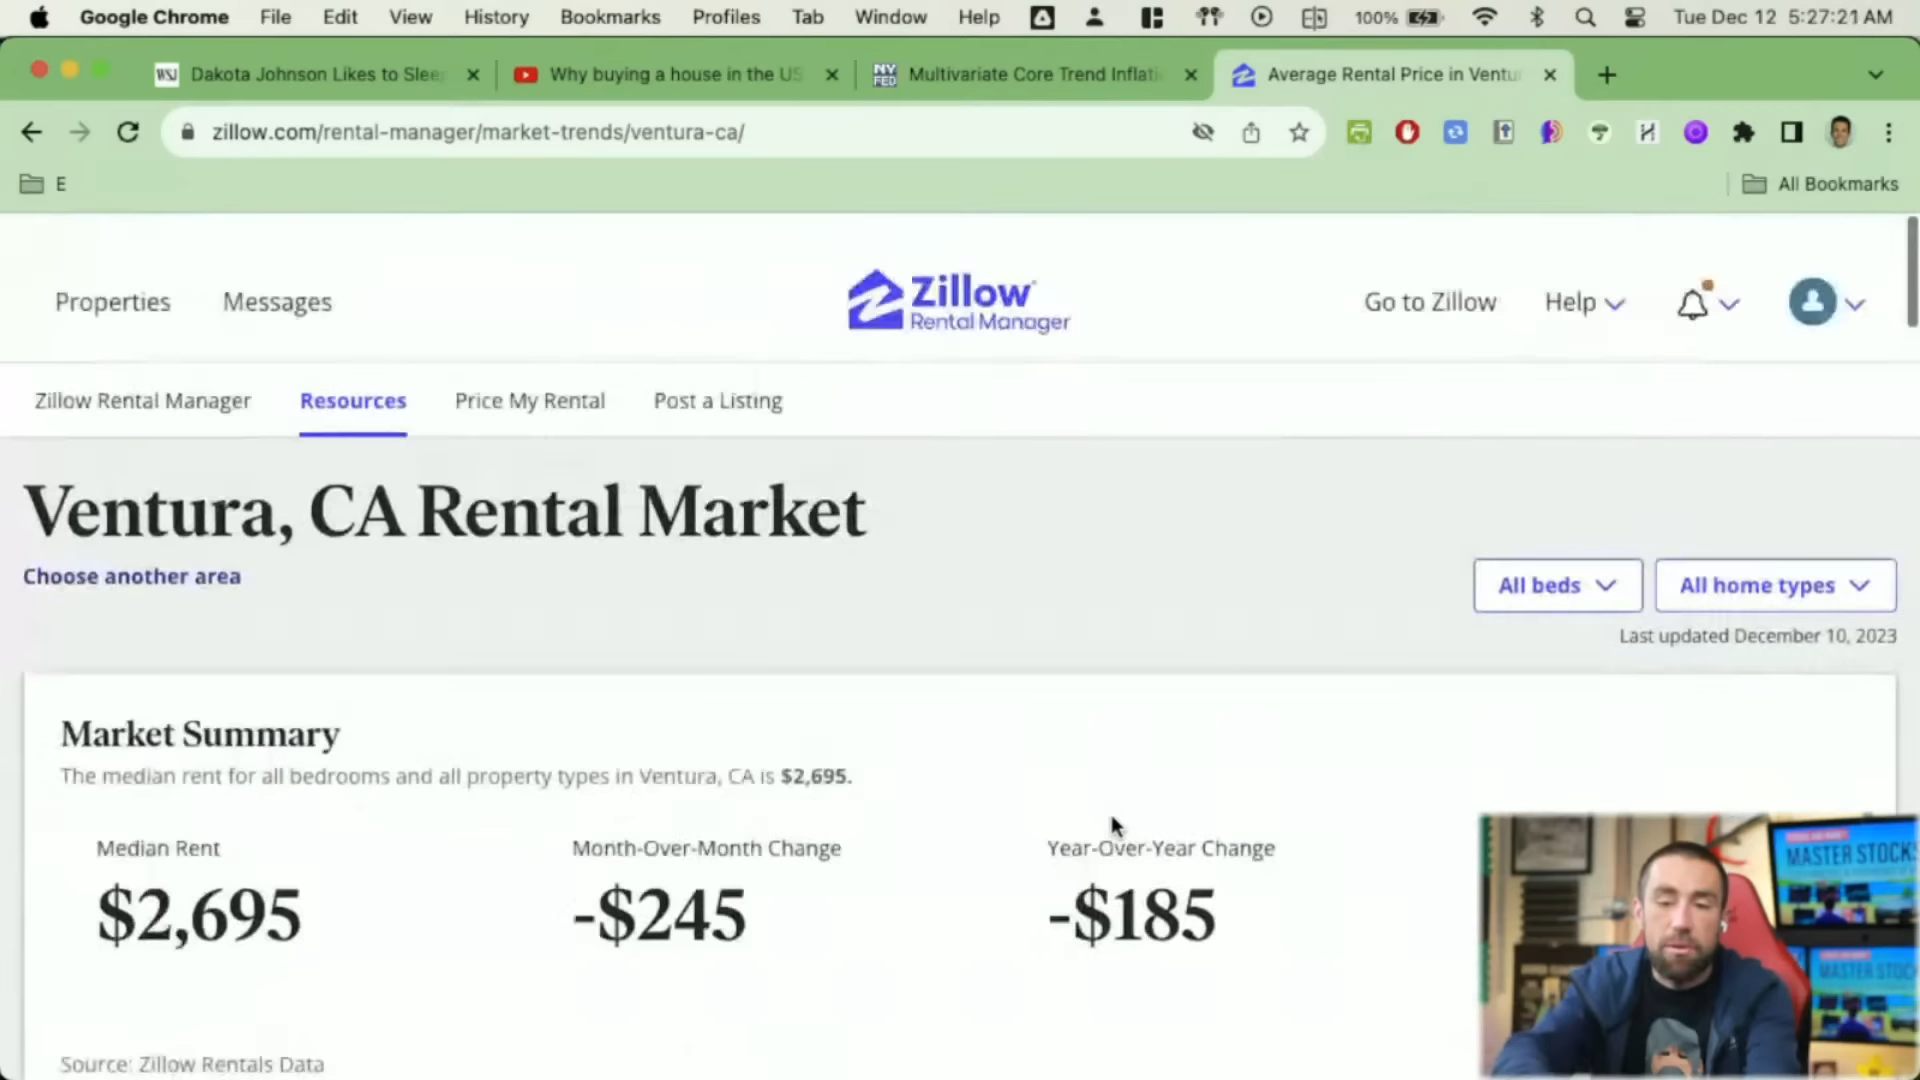 Google Chrome File Edit View History Bookmarks Profiles Tab Window Help 100% Tue Dec 12 5:27:21 AM
WSJ Dakota Johnson Likes to Slee Why buying a house in the US NY FED Multivariate Core Trend Inflati Average Rental Price in Ventu
zillow.com/rental-manager/market-trends/ventura-ca/
E All Bookmarks
Properties Messages Zillow Rental Manager Go to Zillow Help
Zillow Rental Manager Resources Price My Rental Post a Listing
Ventura, CA Rental Market
Choose another area
All beds All home types
Last updated December 10, 2023
Market Summary
The median rent for all bedrooms and all property types in Ventura, CA is $2,695.
Median Rent Month-Over-Month Change Year-Over-Year Change
$2,695 -$245 -$185
Source: Zillow Rentals Data
MASTER STOCKS
MASTER STOC